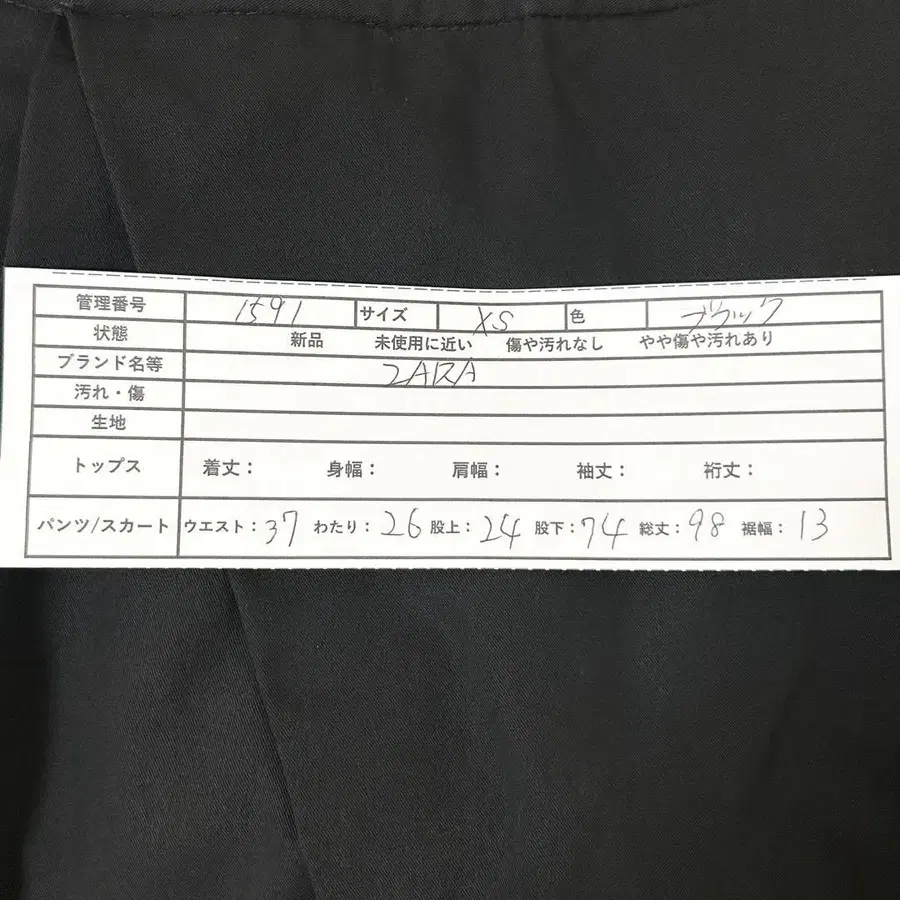 管理番号 1591 サイズ XS 色 ブラック
状態 新品 未使用に近い 傷や汚れなし やや傷や汚れあり
ブランド名等 ZARA
汚れ・傷
生地
トップス 着丈： 身幅： 肩幅： 袖丈： 裄丈：
パンツ/スカート ウエスト：37 わたり：26 股上：24 股下：74 総丈：98 裾幅：13